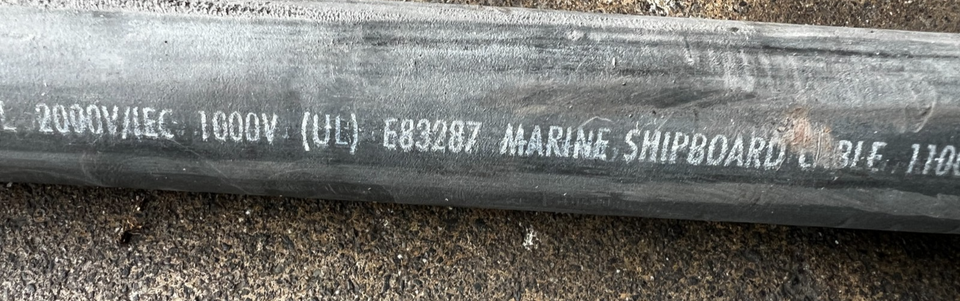 2000V/IEC 1000V (UL) E83287 MARINE SHIPBOARD